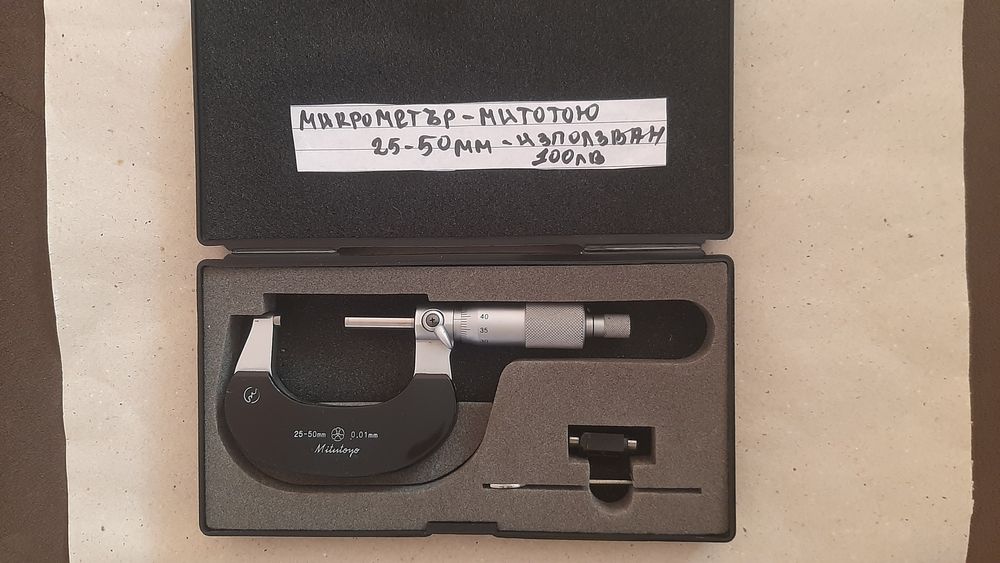 МИКРОМЕТЪР - МИТОТОЮ
25-50мм - ИЗПОЛЗВАН
100лв
40
35
25-50mm 0.01mm
Mitutoyo